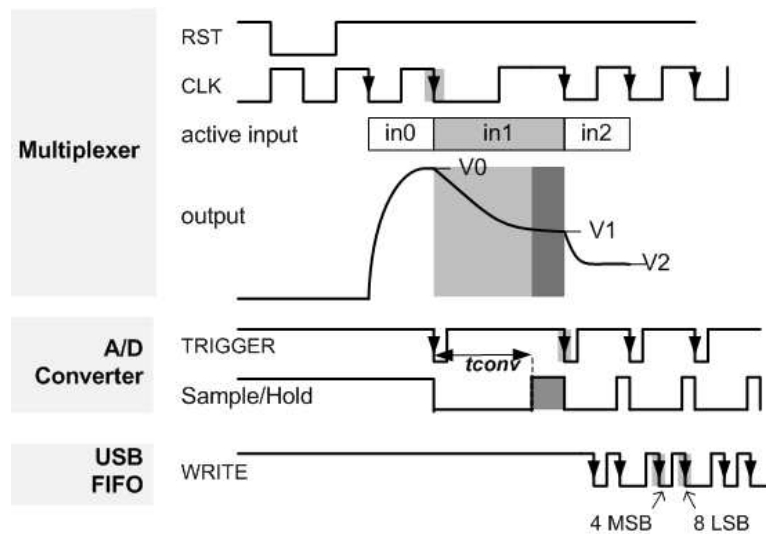 RST
CLK
Multiplexer
active input
in0
in1
in2
V0
output
V1
V2
A/D
Converter
TRIGGER
tconv
Sample/Hold
USB
FIFO
WRITE
4 MSB
8 LSB